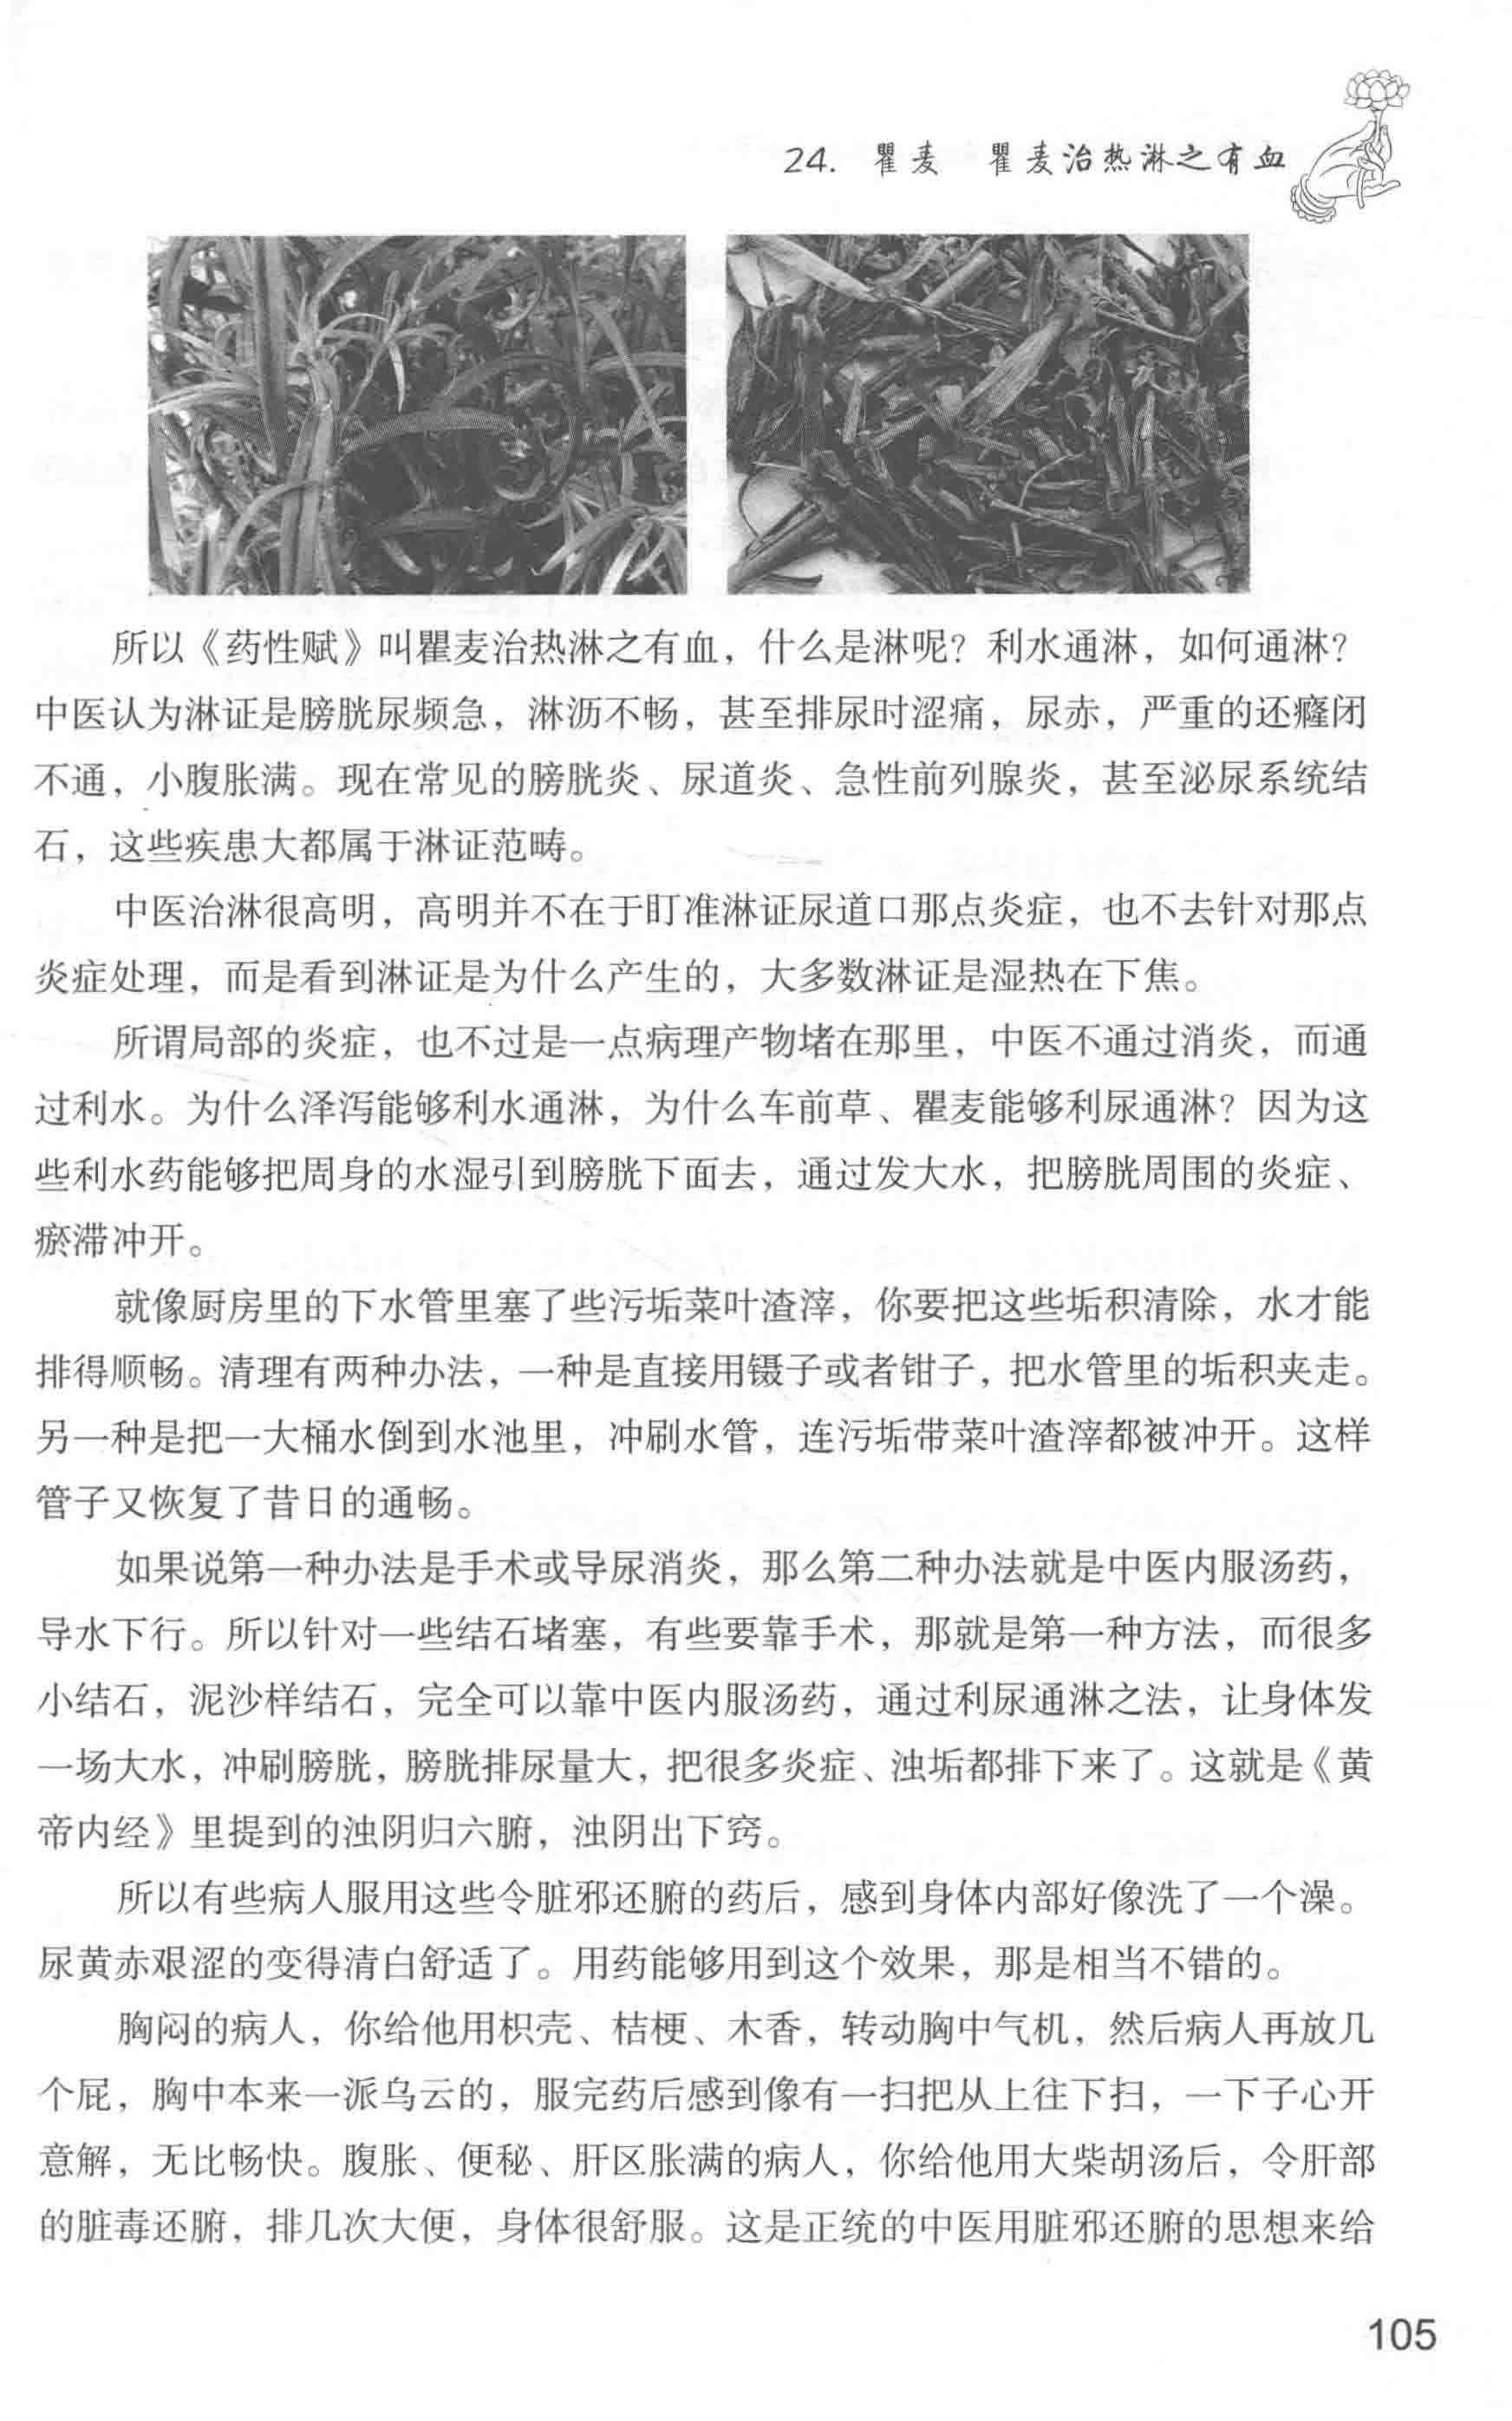 24. 瞿麦 瞿麦治热淋之有血
所以《药性赋》叫瞿麦治热淋之有血，什么是淋呢？利水通淋，如何通淋？
中医认为淋证是膀胱尿频急，淋沥不畅，甚至排尿时涩痛，尿赤，严重的还癃闭
不通，小腹胀满。现在常见的膀胱炎、尿道炎、急性前列腺炎，甚至泌尿系统结
石，这些疾患大都属于淋证范畴。
中医治淋很高明，高明并不在于盯准淋证尿道口那点炎症，也不去针对那点
炎症处理，而是看到淋证是为什么产生的，大多数淋证是湿热在下焦。
所谓局部的炎症，也不过是一点病理产物堵在那里，中医不通过消炎，而通
过利水。为什么泽泻能够利水通淋，为什么车前草、瞿麦能够利尿通淋？因为这
些利水药能够把周身的水湿引到膀胱下面去，通过发大水，把膀胱周围的炎症、
瘀滞冲开。
就像厨房里的下水管里塞了些污垢菜叶渣滓，你要把这些垢积清除，水才能
排得顺畅。清理有两种办法，一种是直接用镊子或者钳子，把水管里的垢积夹走。
另一种是把一大桶水倒到水池里，冲刷水管，连污垢带菜叶渣滓都被冲开。这样
管子又恢复了昔日的通畅。
如果说第一种办法是手术或导尿消炎，那么第二种办法就是中医内服汤药，
导水下行。所以针对一些结石堵塞，有些要靠手术，那就是第一种方法，而很多
小结石，泥沙样结石，完全可以靠中医内服汤药，通过利尿通淋之法，让身体发
一场大水，冲刷膀胱，膀胱排尿量大，把很多炎症、浊垢都排下来了。这就是《黄
帝内经》里提到的浊阴归六腑，浊阴出下窍。
所以有些病人服用这些令脏邪还腑的药后，感到身体内部好像洗了一个澡。
尿黄赤艰涩的变得清白舒适了。用药能够用到这个效果，那是相当不错的。
胸闷的病人，你给他用枳壳、桔梗、木香，转动胸中气机，然后病人再放几
个屁，胸中本来一派乌云的，服完药后感到像有一扫把从上往下扫，一下子心开
意解，无比畅快。腹胀、便秘、肝区胀满的病人，你给他用大柴胡汤后，令肝部
的脏毒还腑，排几次大便，身体很舒服。这是正统的中医用脏邪还腑的思想来给
105